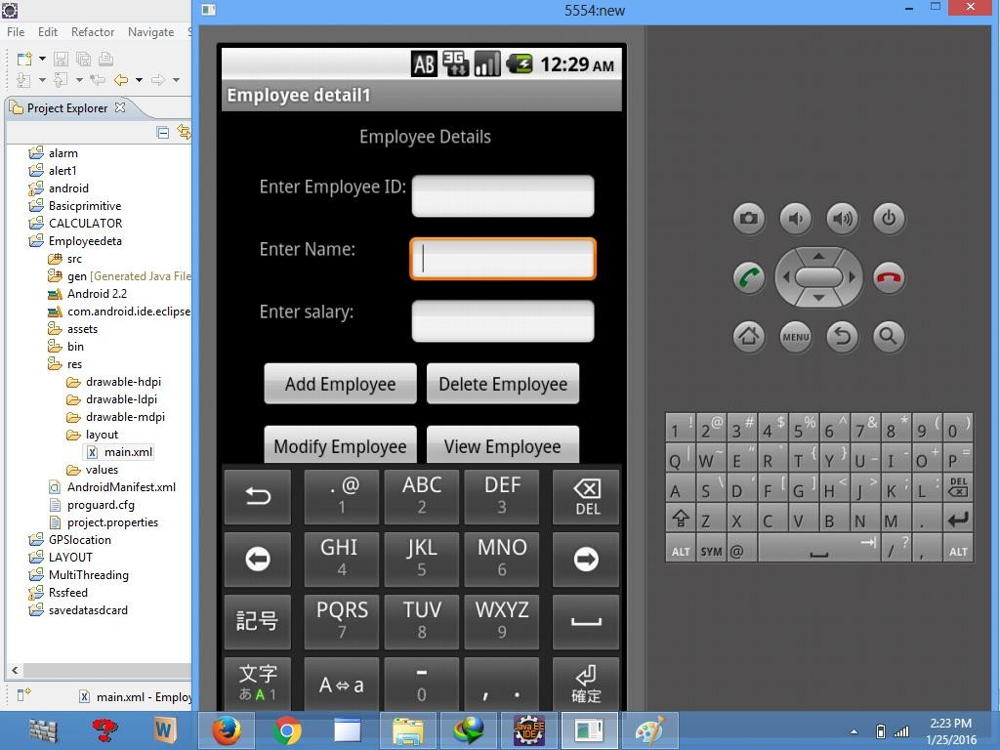 5554:new
File Edit Refactor Navigate
Project Explorer
alarm
alert1
android
Basicprimitive
CALCULATOR
Employeedeta
src
gen [Generated Java File
Android 2.2
com.android.ide.eclipse
assets
bin
res
drawable-hdpi
drawable-ldpi
drawable-mdpi
layout
main.xml
values
AndroidManifest.xml
proguard.cfg
project.properties
GPSlocation
LAYOUT
MultiThreading
Rssfeed
savedatasdcard
main.xml - Employ
AB 3G 12:29 AM
Employee detail1
Employee Details
Enter Employee ID:
Enter Name:
Enter salary:
Add Employee Delete Employee
Modify Employee View Employee
. @ ABC DEF
1 2 3 DEL
GHI JKL MNO
4 5 6
記号 PQRS TUV WXYZ
7 8 9
文字 A⇔a - , . 確定
あA1 0
MENU
1 ! 2 @ 3 # 4 $ 5 % 6 ^ 7 & 8 * 9 ( 0 )
Q | W ~ E " R ` T { Y } U _ I - O + P =
A S \ D ' F [ G ] H < J > K ; L : DEL
Z X C V B N M .
ALT SYM @ / ? , ALT
W Java EE IDE
2:23 PM
1/25/2016